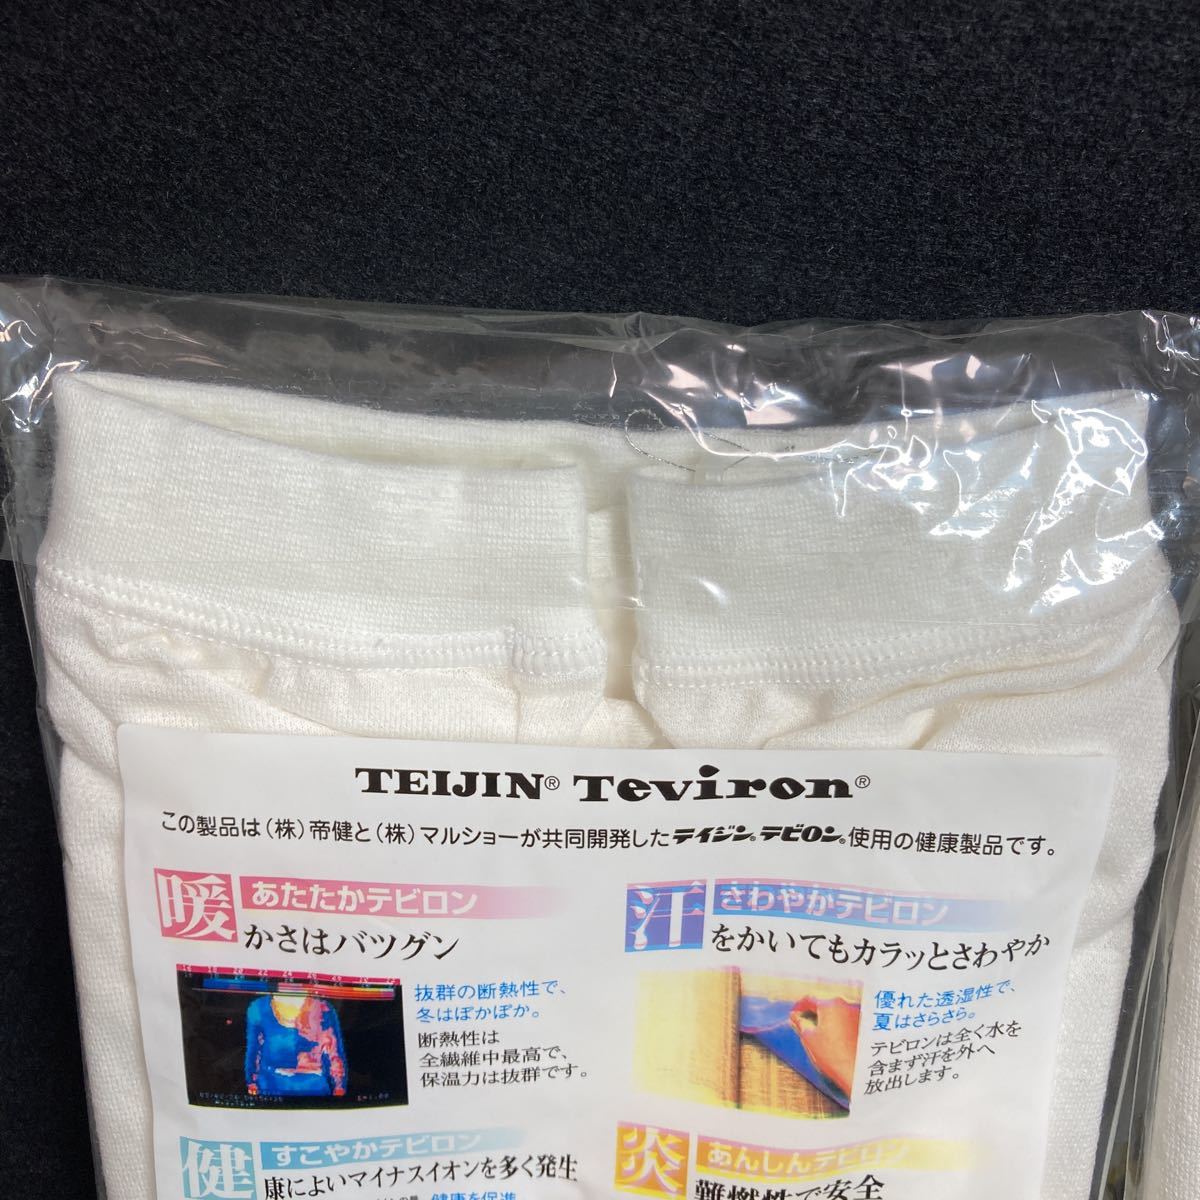 TEIJIN® Teviron®
この製品は(株)帝健と(株)マルショーが共同開発したテイジン®テビロン®使用の健康製品です。
暖 あたたかテビロン
かさはバツグン
抜群の断熱性で、
冬はぽかぽか。
断熱性は
全繊維中最高で、
保温力は抜群です。
汗 さわやかテビロン
をかいてもカラッとさわやか
優れた透湿性で、
夏はさらさら。
テビロンは全く水を
含まず汗を外へ
放出します。
健 すこやかテビロン
康によいマイナスイオンを多く発生
健康を促進
炎 あんしんテビロン
難燃性で安全